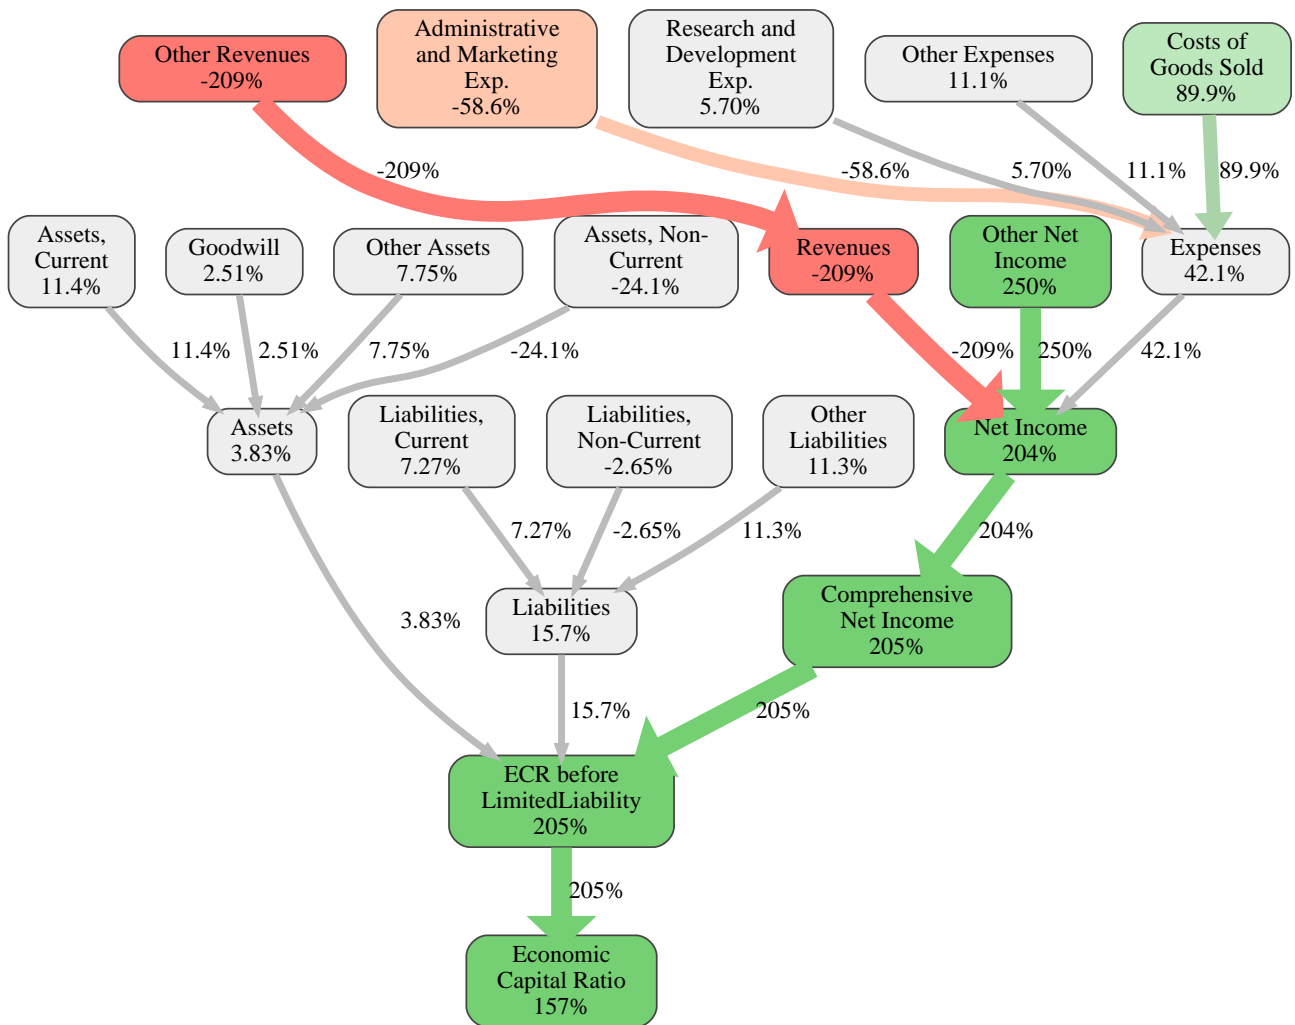 Other Revenues
-209%
Administrative
and Marketing
Exp.
-58.6%
Research and
Development
Exp.
5.70%
Other Expenses
11.1%
Costs of
Goods Sold
89.9%
-209%
-58.6%
5.70%
11.1%
89.9%
Assets,
Current
11.4%
Goodwill
2.51%
Other Assets
7.75%
Assets, Non-
Current
-24.1%
Revenues
-209%
Other Net
Income
250%
Expenses
42.1%
11.4%
2.51%
7.75%
-24.1%
-209%
250%
42.1%
Assets
3.83%
Liabilities,
Current
7.27%
Liabilities,
Non-Current
-2.65%
Other
Liabilities
11.3%
Net Income
204%
7.27%
-2.65%
11.3%
204%
3.83%
Liabilities
15.7%
Comprehensive
Net Income
205%
15.7%
205%
ECR before
LimitedLiability
205%
205%
Economic
Capital Ratio
157%